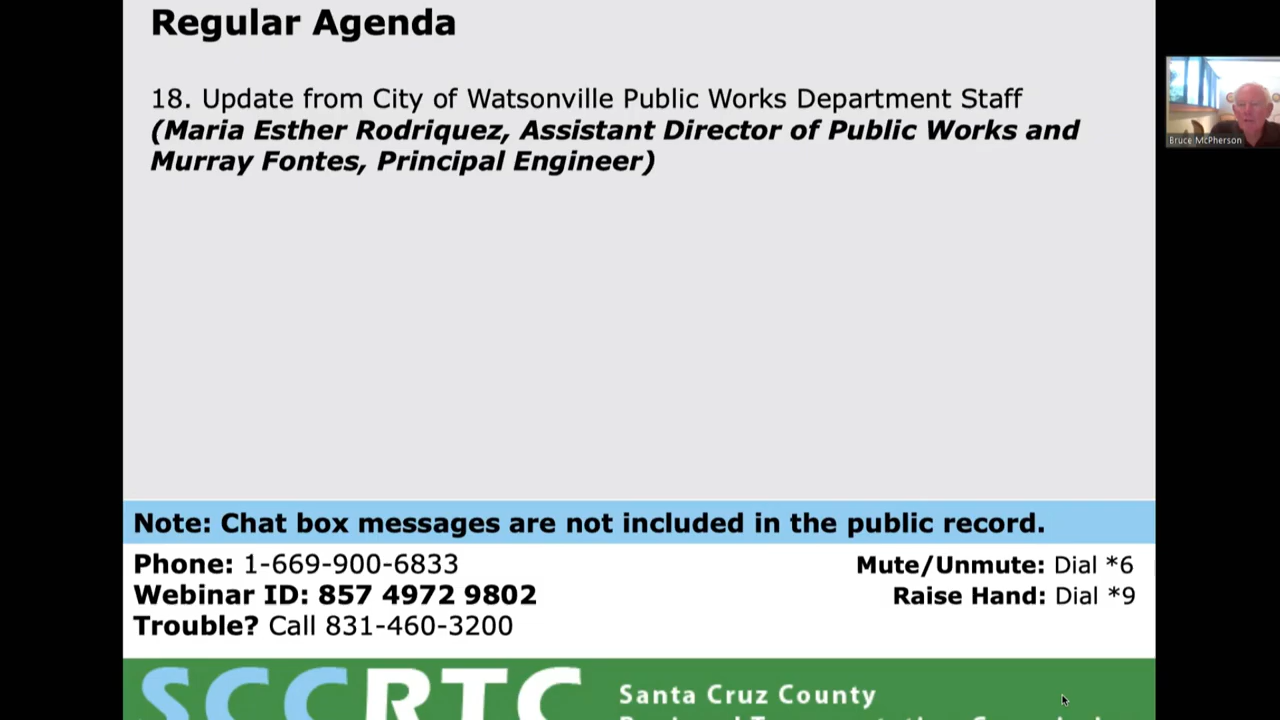 Regular Agenda
18. Update from City of Watsonville Public Works Department Staff
(Maria Esther Rodriquez, Assistant Director of Public Works and
Murray Fontes, Principal Engineer)
Bruce McPherson
Note: Chat box messages are not included in the public record.
Phone: 1-669-900-6833
Mute/Unmute: Dial *6
Webinar ID: 857 4972 9802
Raise Hand: Dial *9
Trouble? Call 831-460-3200
SCCRTC
Santa Cruz County